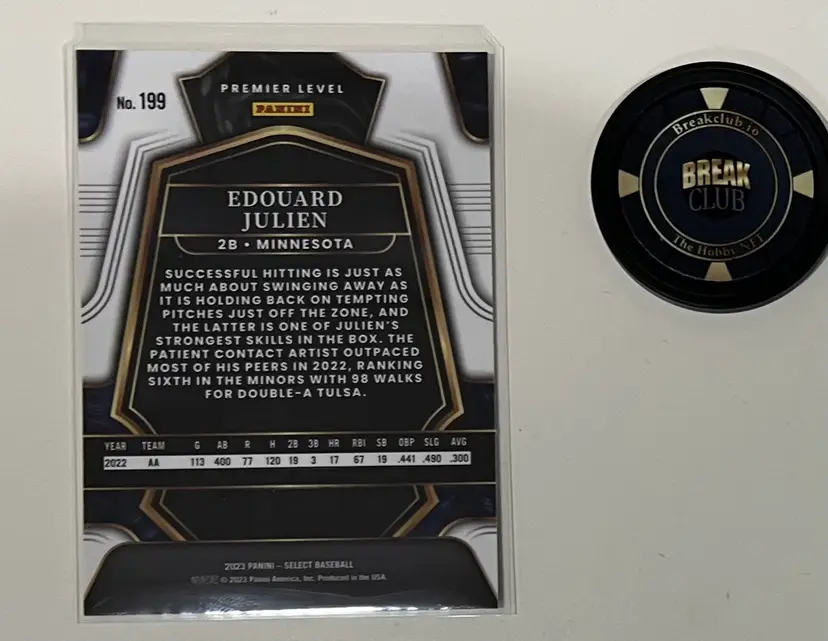 PREMIER LEVEL
No. 199
PANINI
EDOUARD
JULIEN
2B • MINNESOTA
SUCCESSFUL HITTING IS JUST AS
MUCH ABOUT SWINGING AWAY AS
IT IS HOLDING BACK ON TEMPTING
PITCHES JUST OFF THE ZONE, AND
THE LATTER IS ONE OF JULIEN'S
STRONGEST SKILLS IN THE BOX. THE
PATIENT CONTACT ARTIST OUTPACED
MOST OF HIS PEERS IN 2022, RANKING
SIXTH IN THE MINORS WITH 98 WALKS
FOR DOUBLE-A TULSA.
YEAR TEAM G AB R H 2B 3B HR RBI SB OBP SLG AVG
2022 AA 113 400 77 120 19 3 17 67 19 .441 .490 .300
2023 PANINI – SELECT BASEBALL
© 2023 Panini America, Inc. Produced in the USA.
Breakclub.io
BREAK
CLUB
The Hobby NFT